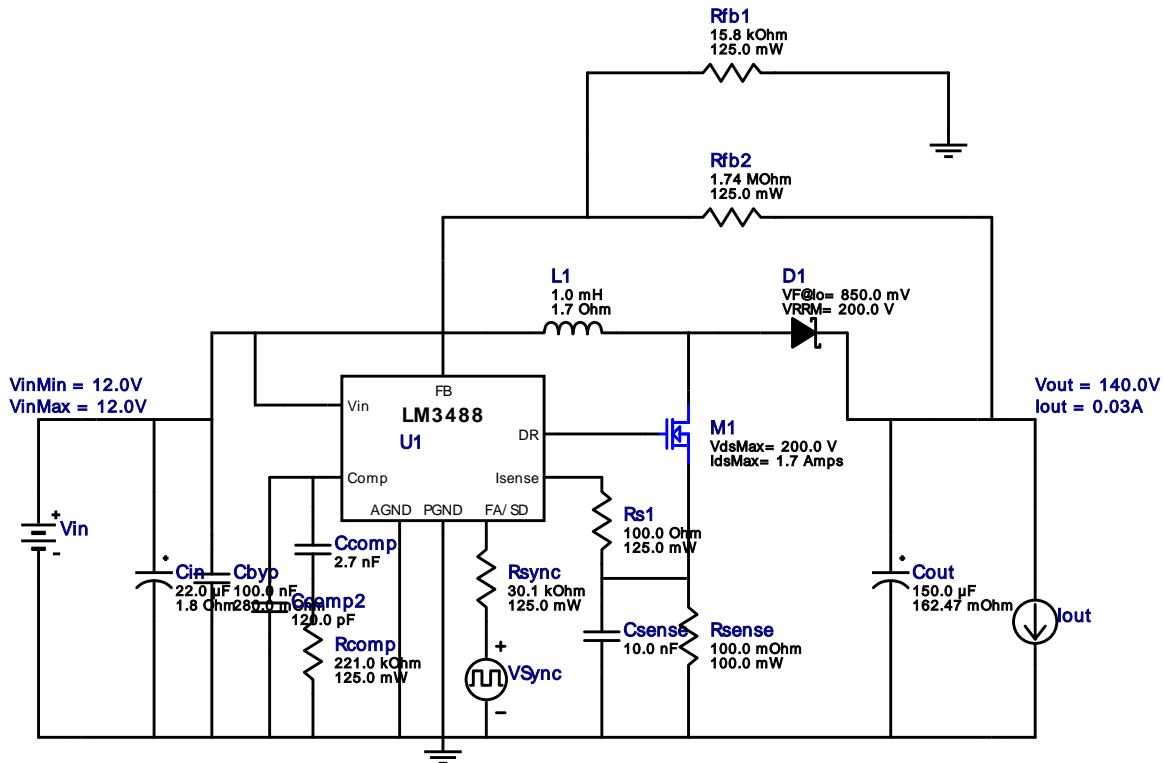 Rfb1
15.8 kOhm
125.0 mW
Rfb2
1.74 MOhm
125.0 mW
L1
1.0 mH
1.7 Ohm
D1
VF@Io= 850.0 mV
VRRM= 200.0 V
VinMin = 12.0V
VinMax = 12.0V
Vout = 140.0V
Iout = 0.03A
FB
Vin
LM3488
U1
DR
Comp
Isense
AGND
PGND
FA/SD
M1
VdsMax= 200.0 V
IdsMax= 1.7 Amps
+
Vin
-
+
Cin
22.0 µF
1.8 Ohm
Cbyp
100.0 nF
280.0 mOhm
Ccomp
2.7 nF
Ccomp2
120.0 pF
Rcomp
221.0 kOhm
125.0 mW
Rsync
30.1 kOhm
125.0 mW
+
VSync
-
Rs1
100.0 Ohm
125.0 mW
Csense
10.0 nF
Rsense
100.0 mOhm
100.0 mW
+
Cout
150.0 µF
162.47 mOhm
Iout